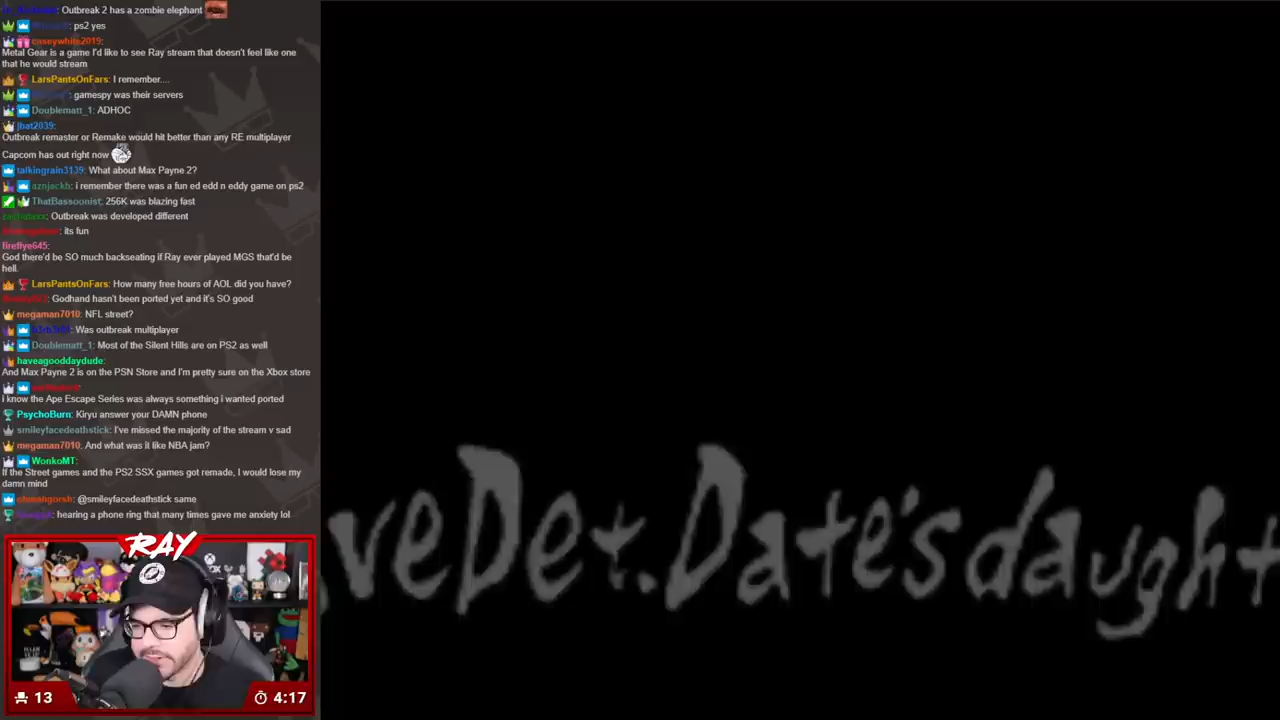 Outbreak 2 has a zombie elephant
ps2 yes
caseywhite2019:
Metal Gear is a game I'd like to see Ray stream that doesn't feel like one
that he would stream
LarsPantsOnFars: I remember....
gamespy was their servers
Doublematt_1: ADHOC
jbat2039:
Outbreak remaster or Remake would hit better than any RE multiplayer
Capcom has out right now
talkingrain3139: What about Max Payne 2?
aznjackh: i remember there was a fun ed edd n eddy game on ps2
ThatBassoonist: 256K was blazing fast
Outbreak was developed different
its fun
fireflye645:
God there'd be SO much backseating if Ray ever played MGS that'd be
hell.
LarsPantsOnFars: How many free hours of AOL did you have?
Godhand hasn't been ported yet and it's SO good
megaman7010: NFL street?
Was outbreak multiplayer
Doublematt_1: Most of the Silent Hills are on PS2 as well
haveagooddaydude:
And Max Payne 2 is on the PSN Store and I'm pretty sure on the Xbox store
i know the Ape Escape Series was always something i wanted ported
PsychoBurn: Kiryu answer your DAMN phone
smileyfacedeathstick: I've missed the majority of the stream v sad
megaman7010: And what was it like NBA jam?
WonkoMT:
If the Street games and the PS2 SSX games got remade, I would lose my
damn mind
@smileyfacedeathstick same
hearing a phone ring that many times gave me anxiety lol
veDet.Date's daught
RAY
13
4:17